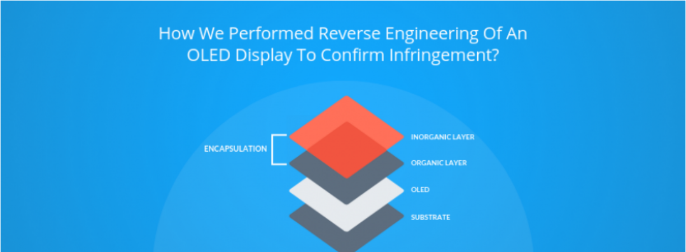 How We Performed Reverse Engineering Of An
OLED Display To Confirm Infringement?
INORGANIC LAYER
ENCAPSULATION
ORGANIC LAYER
OLED
SUBSTRATE